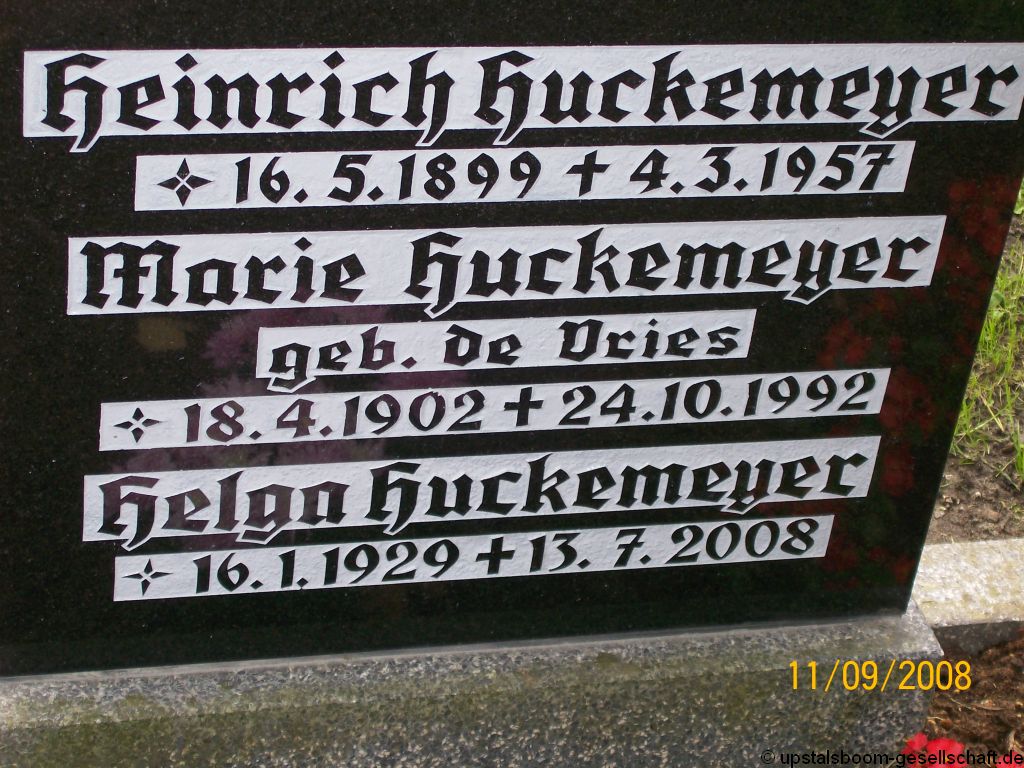 Heinrich Huckemeyer
✧ 16. 5. 1899 ✝ 4. 3. 1957
Marie Huckemeyer
geb. de Vries
✧ 18. 4. 1902 ✝ 24. 10. 1992
Helga Huckemeyer
✧ 16. 1. 1929 ✝ 13. 7. 2008
11/09/2008
© upstalsboom-gesellschaft.de